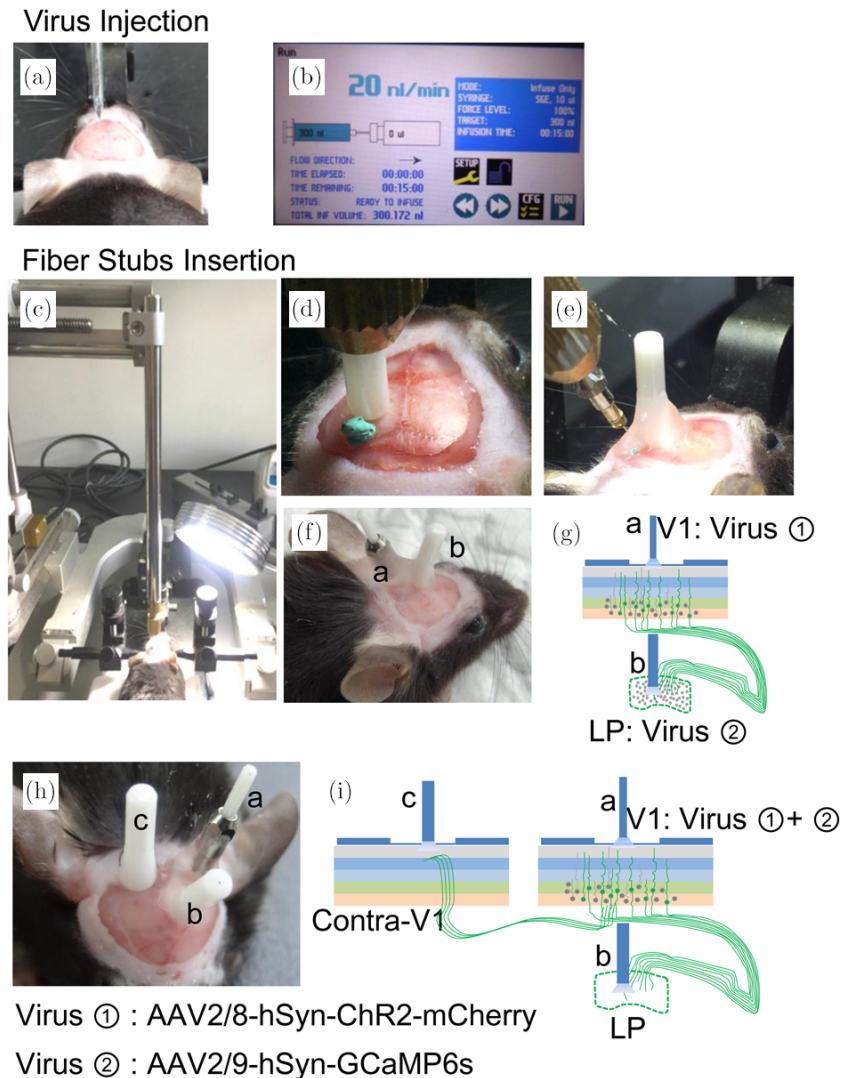 Virus Injection
(a)
(b)
Run
20 nl/min
MODE: Infuse Only
SYRINGE: SGE, 10 ul
FORCE LEVEL: 100%
TARGET: 300 nl
INFUSION TIME: 00:15:00
300 nl
0 ul
FLOW DIRECTION:
TIME ELAPSED: 00:00:00
TIME REMAINING: 00:15:00
STATUS: READY TO INFUSE
TOTAL INF VOLUME: 300.172 nl
SETUP
CFG
RUN
Fiber Stubs Insertion
(c)
(d)
(e)
(f)
a
b
(g)
a
V1: Virus ①
b
LP: Virus ②
(h)
c
a
b
(i)
c
a
V1: Virus ①+ ②
Contra-V1
b
LP
Virus ① : AAV2/8-hSyn-ChR2-mCherry
Virus ② : AAV2/9-hSyn-GCaMP6s